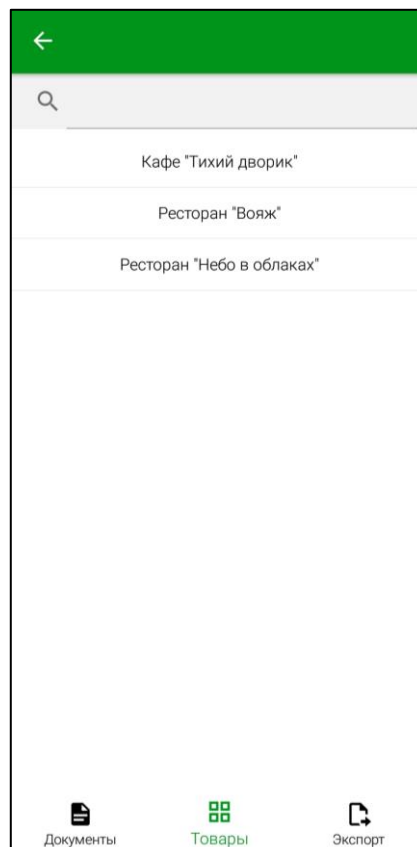 Кафе "Тихий дворик"
Ресторан "Вояж"
Ресторан "Небо в облаках"
Документы
Товары
Экспорт